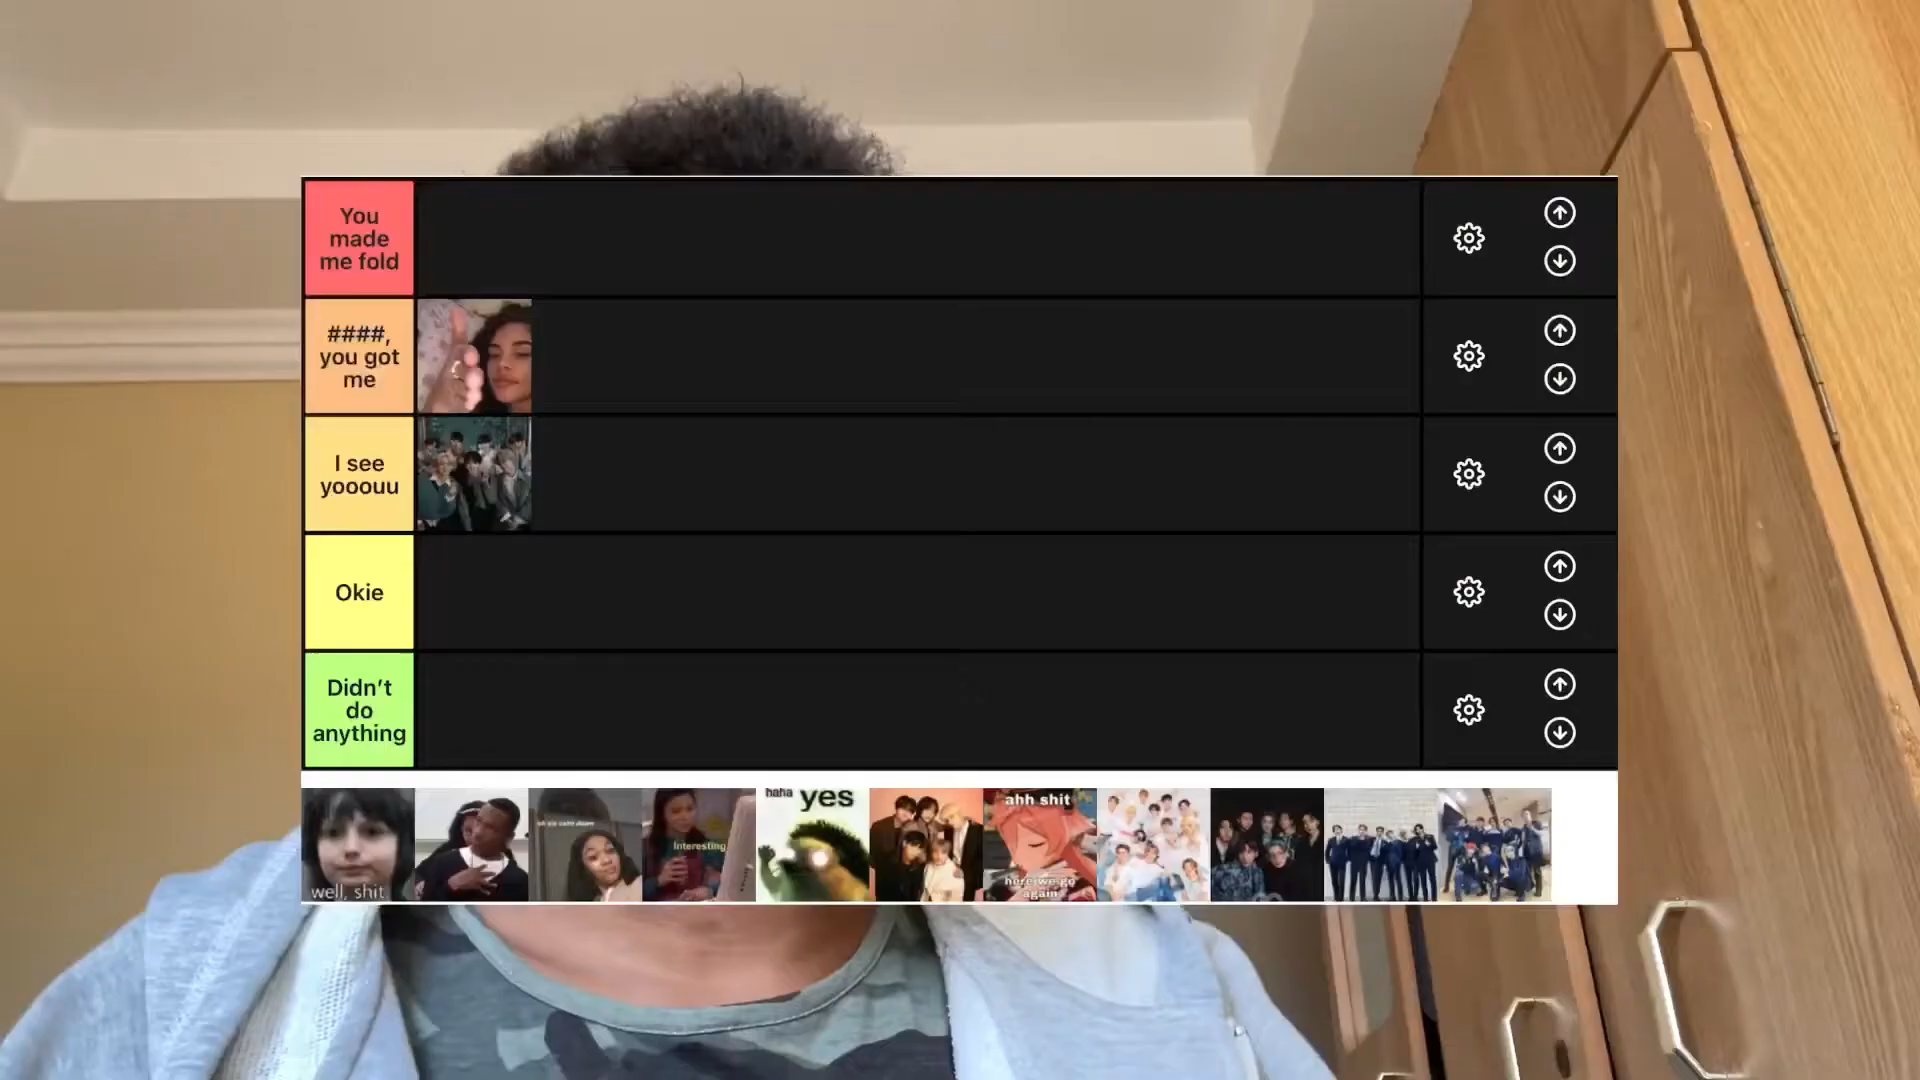 You
made
me fold
####,
you got
me
I see
yooouu
Okie
Didn't
do
anything
well, shit
Interesting
haha yes
ahh shit
here we go
again